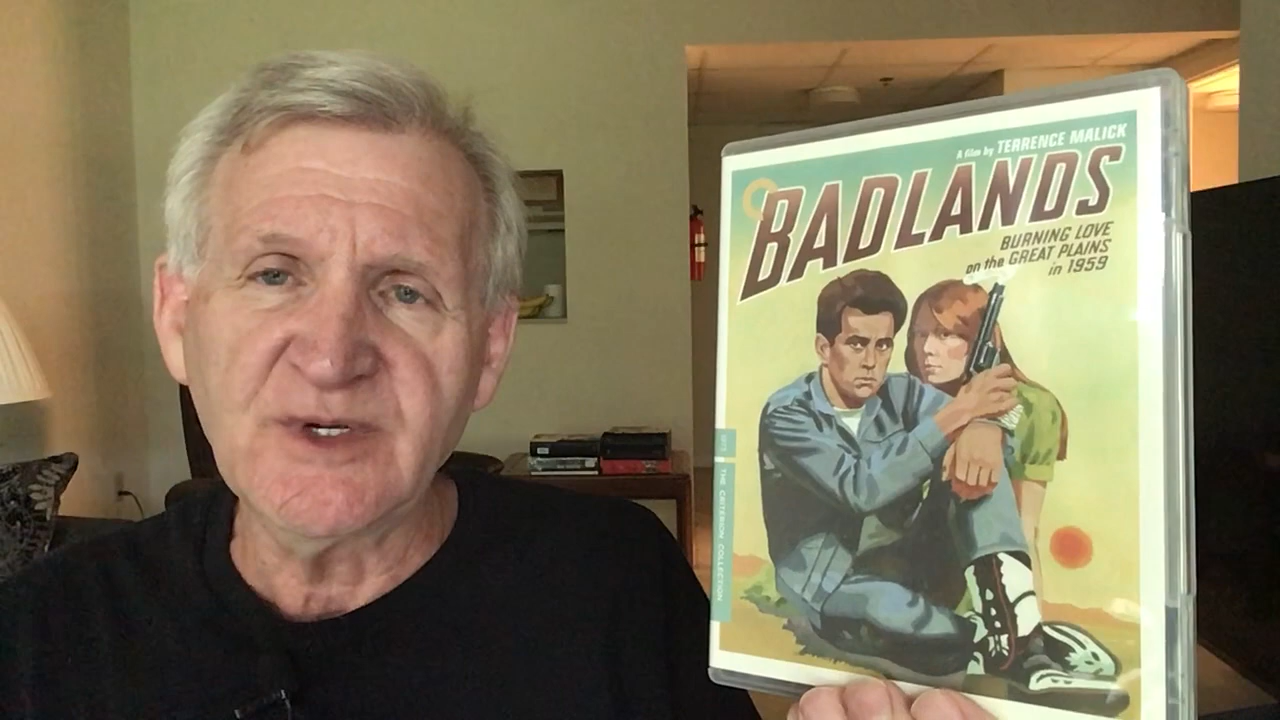 A film by TERRENCE MALICK
BADLANDS
BURNING LOVE
on the GREAT PLAINS
in 1959
THE CRITERION COLLECTION